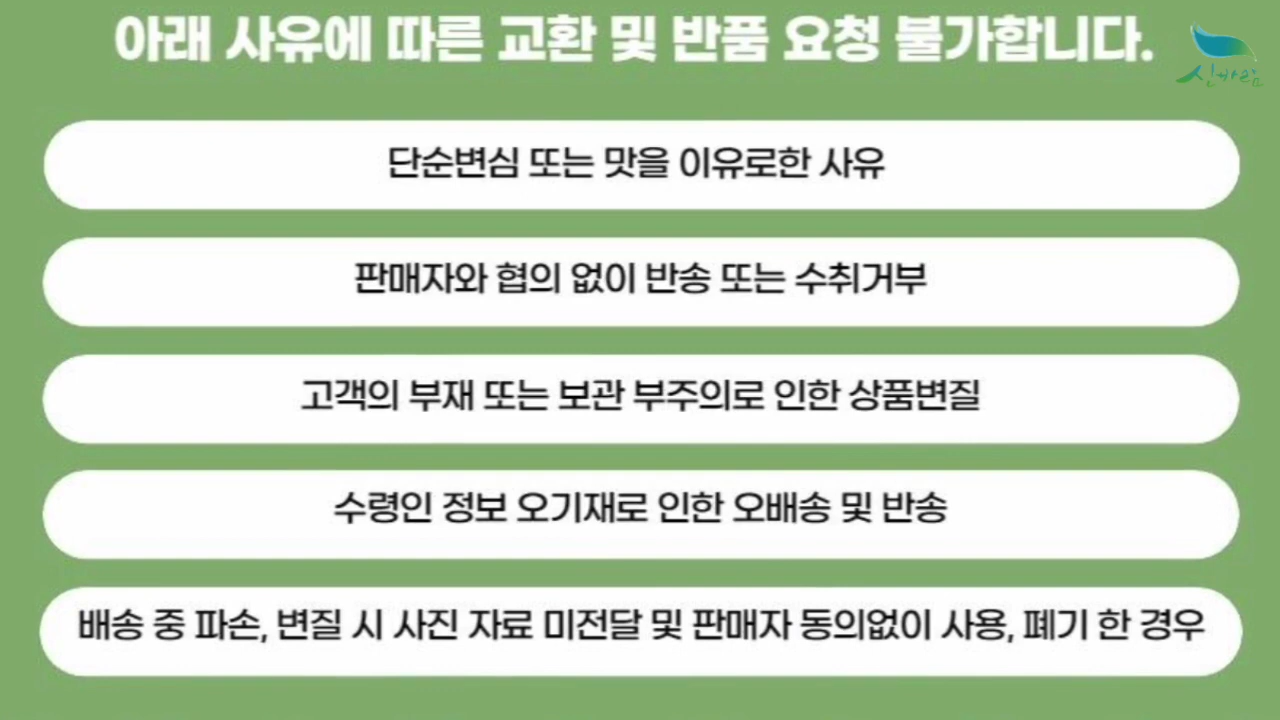 아래 사유에 따른 교환 및 반품 요청 불가합니다.
신바람
단순변심 또는 맛을 이유로한 사유
판매자와 협의 없이 반송 또는 수취거부
고객의 부재 또는 보관 부주의로 인한 상품변질
수령인 정보 오기재로 인한 오배송 및 반송
배송 중 파손, 변질 시 사진 자료 미전달 및 판매자 동의없이 사용, 폐기 한 경우